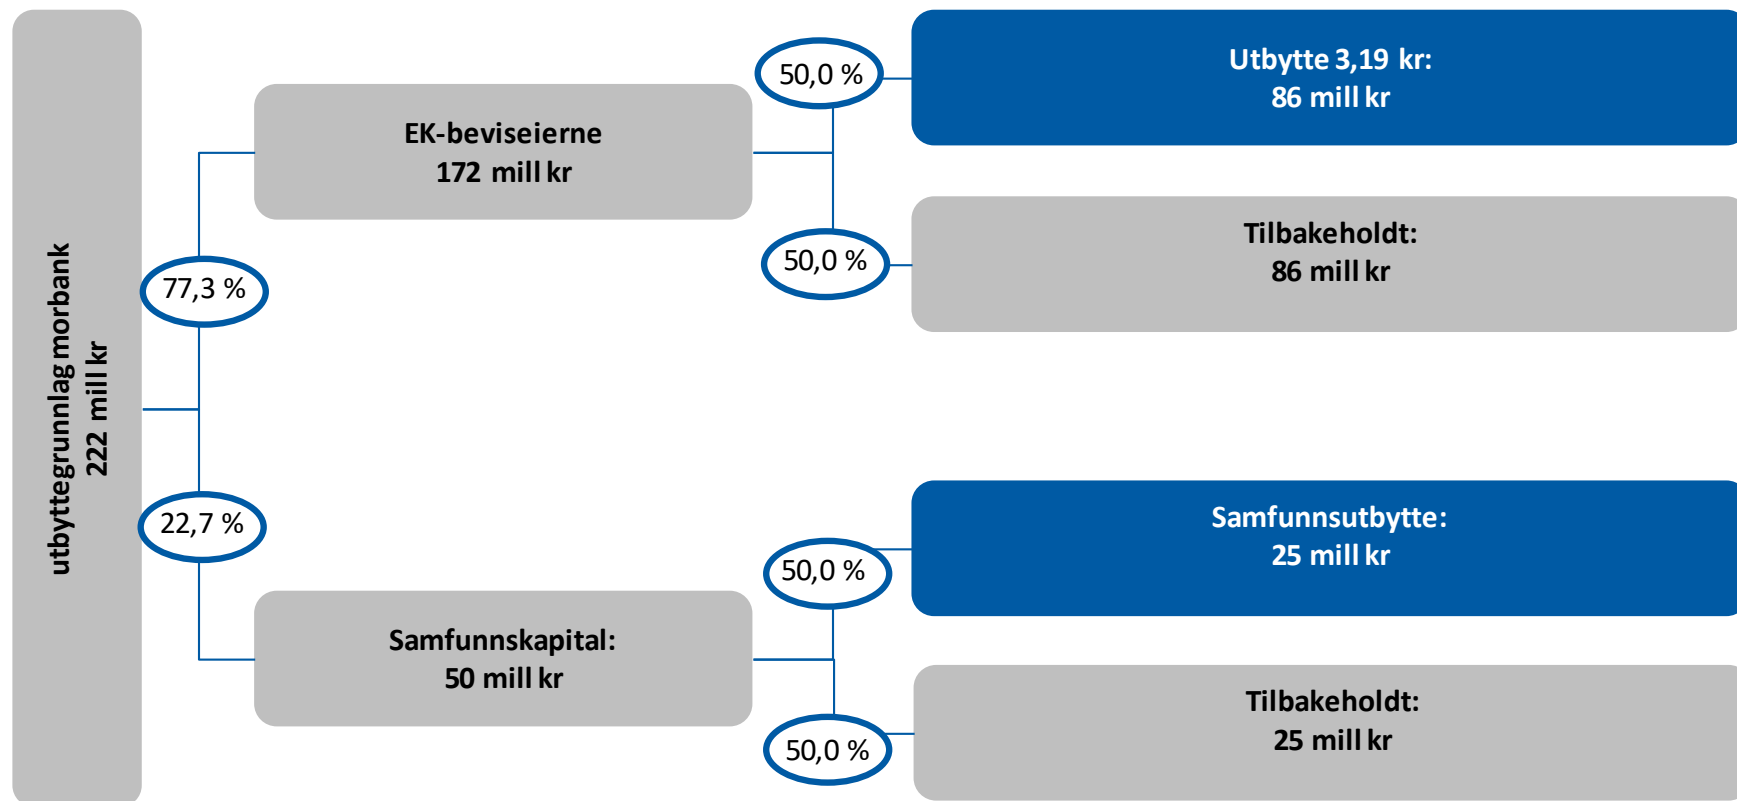 utbyttegrunnlag morbank
222 mill kr
77,3 %
22,7 %
EK-beviseierne
172 mill kr
50,0 %
50,0 %
Utbytte 3,19 kr:
86 mill kr
Tilbakeholdt:
86 mill kr
Samfunnskapital:
50 mill kr
50,0 %
50,0 %
Samfunnsutbytte:
25 mill kr
Tilbakeholdt:
25 mill kr